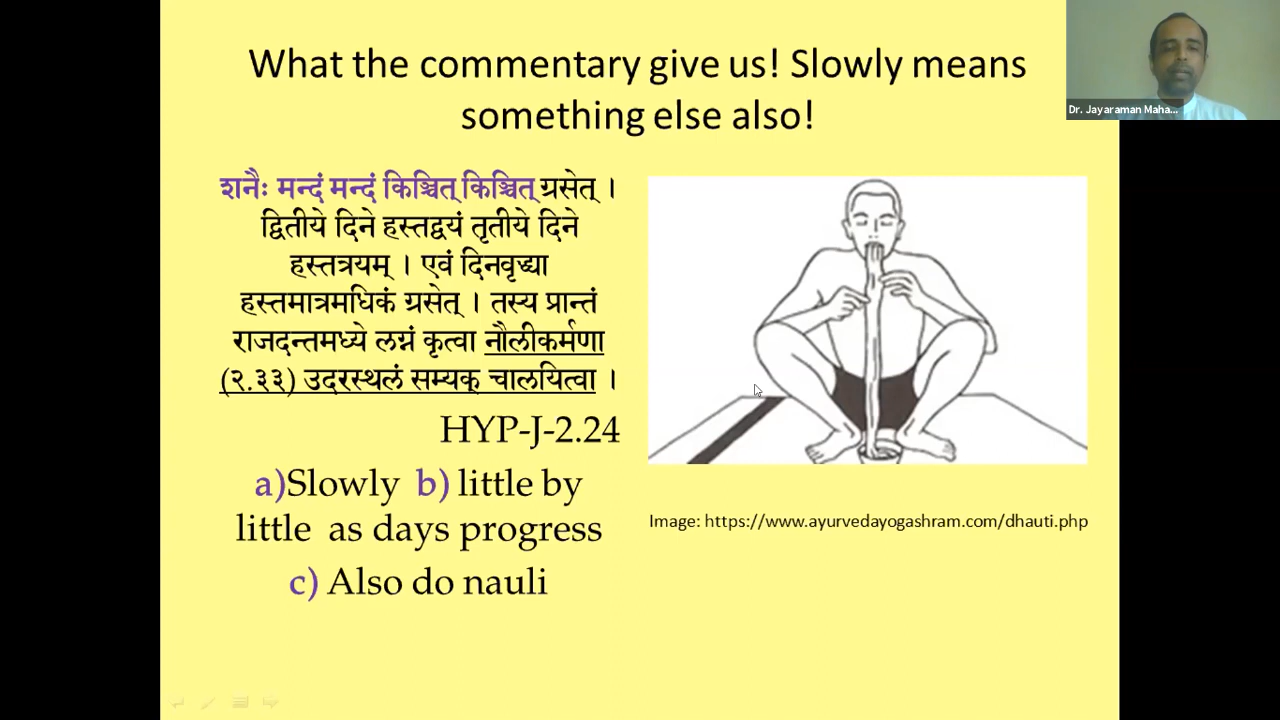 What the commentary give us! Slowly means
something else also!
Dr. Jayaraman Maha...
शनैः मन्दं मन्दं किञ्चित् किञ्चित् ग्रसेत् ।
द्वितीये दिने हस्तद्वयं तृतीये दिने
हस्तत्रयम् । एवं दिनवृद्ध्या
हस्तमात्रमधिकं ग्रसेत् । तस्य प्रान्तं
राजदन्तमध्ये लग्नं कृत्वा नौलीकर्मणा
(२.३३) उदरस्थलं सम्यक् चालयित्वा ।
HYP-J-2.24
a)Slowly b) little by
little as days progress
c) Also do nauli
Image: https://www.ayurvedayogashram.com/dhauti.php